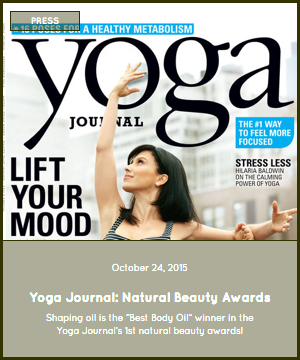 PRESS
16 POSES FOR A HEALTHY METABOLISM
yoga
JOURNAL
THE #1 WAY
TO FEEL MORE
FOCUSED
LIFT
YOUR
MOOD
STRESS LESS
HILARIA BALDWIN
ON THE CALMING
POWER OF YOGA
October 24, 2015
Yoga Journal: Natural Beauty Awards
Shaping oil is the "Best Body Oil" winner in the
Yoga Journal's 1st natural beauty awards!